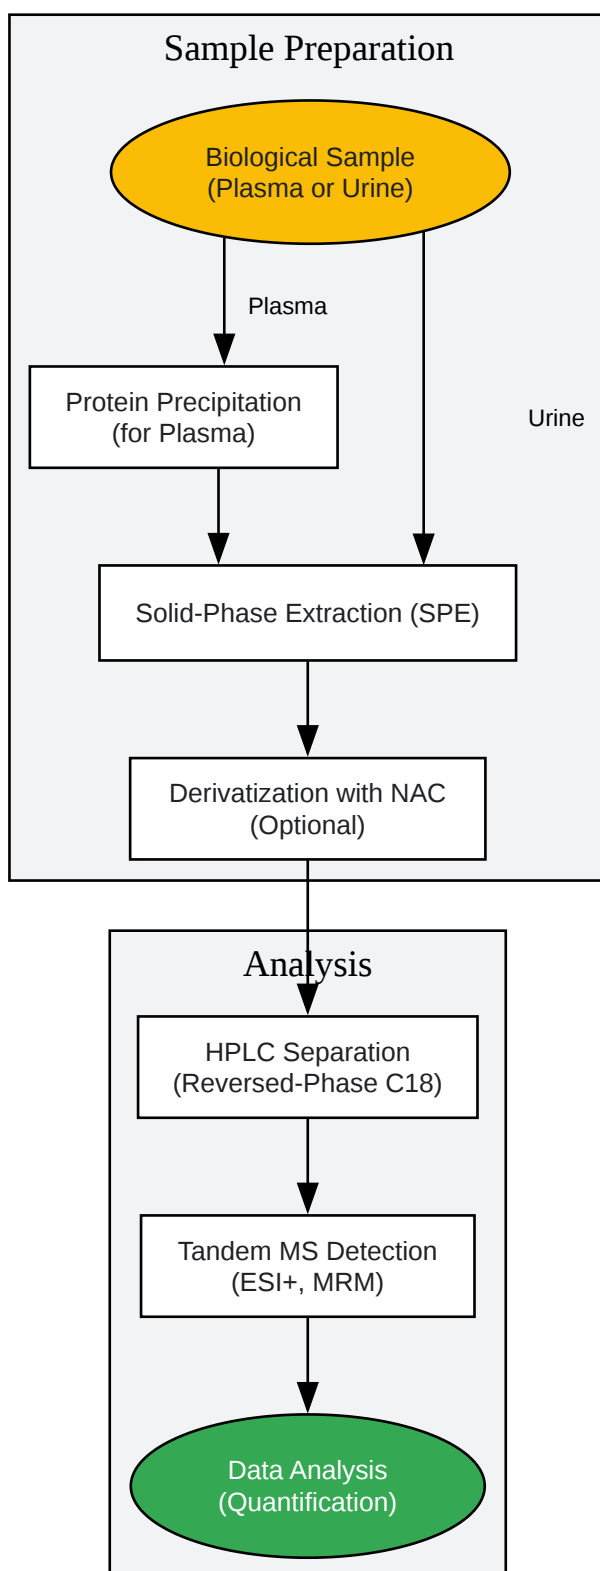 Sample Preparation
Biological Sample
(Plasma or Urine)
Plasma
Protein Precipitation
(for Plasma)
Urine
Solid-Phase Extraction (SPE)
Derivatization with NAC
(Optional)
Analysis
HPLC Separation
(Reversed-Phase C18)
Tandem MS Detection
(ESI+, MRM)
Data Analysis
(Quantification)